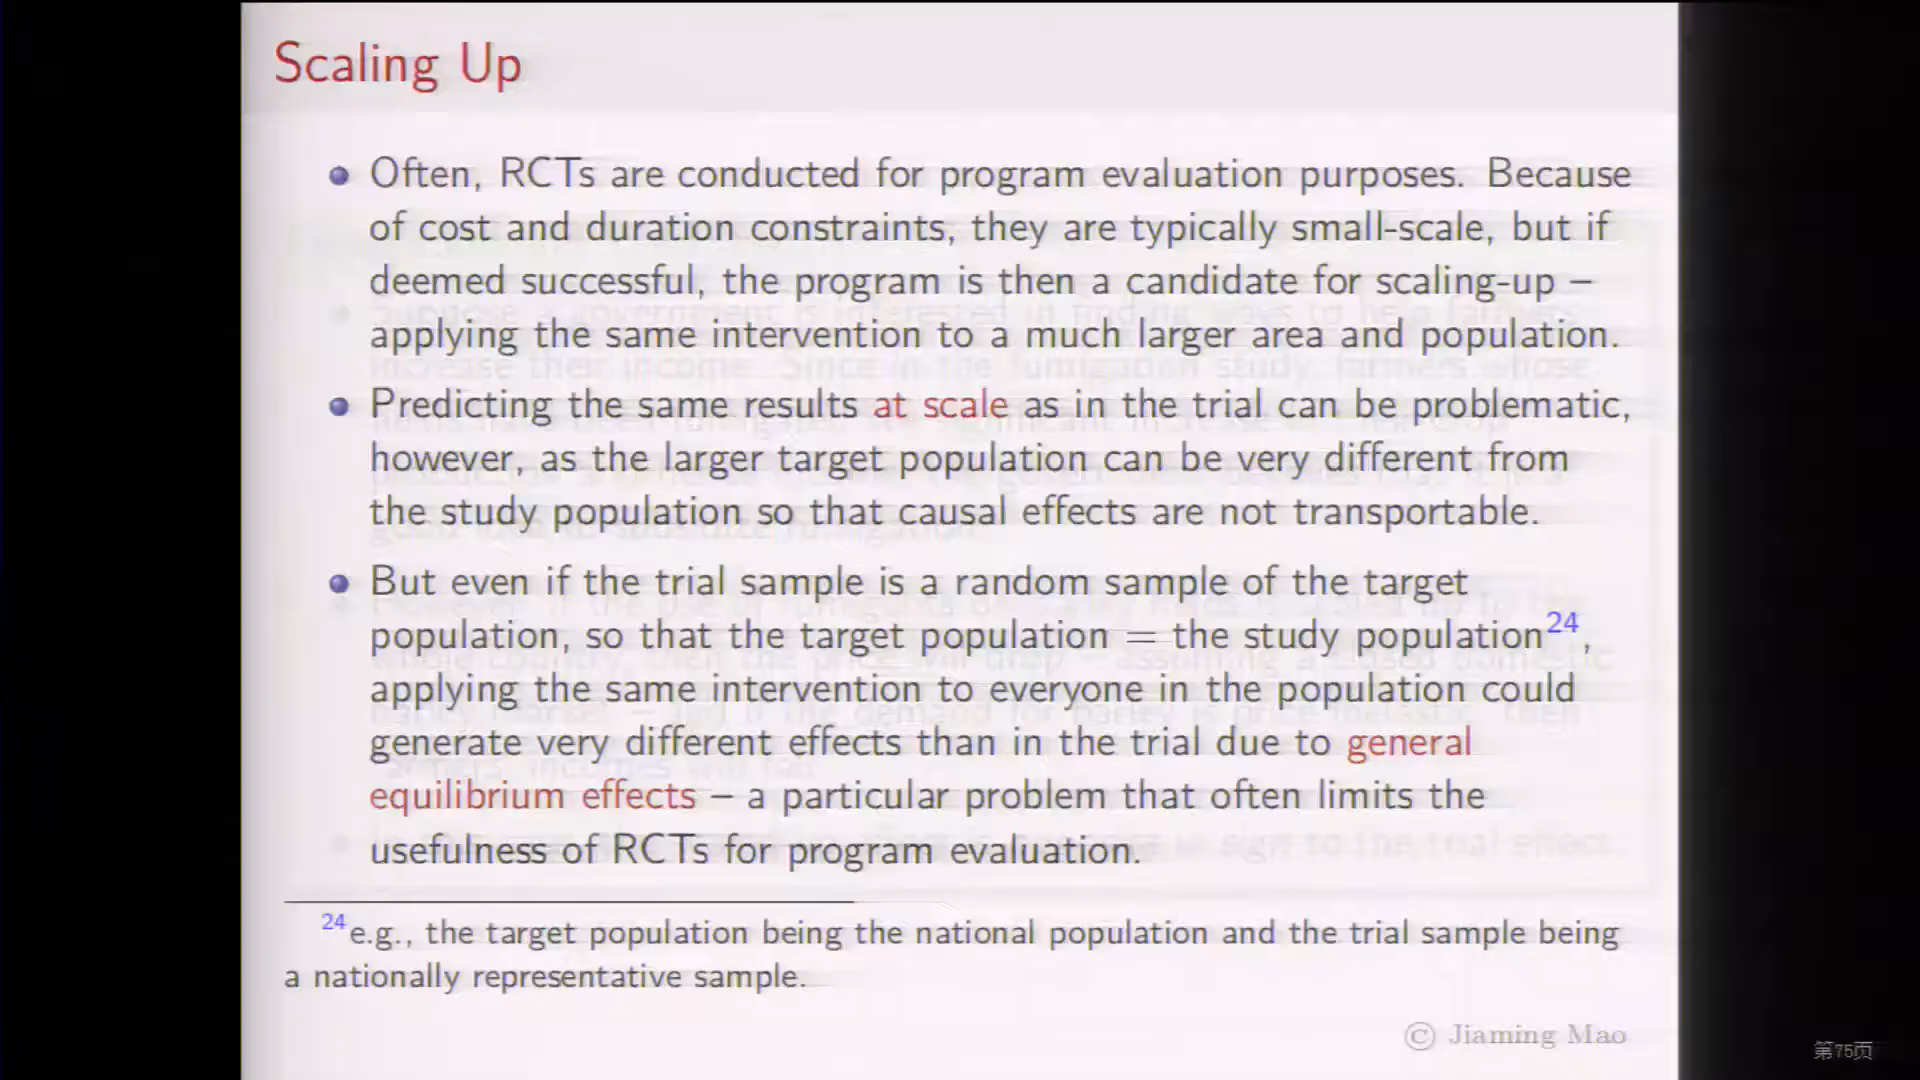 Scaling Up
Often, RCTs are conducted for program evaluation purposes. Because
of cost and duration constraints, they are typically small-scale, but if
deemed successful, the program is then a candidate for scaling-up –
applying the same intervention to a much larger area and population.
Predicting the same results at scale as in the trial can be problematic,
however, as the larger target population can be very different from
the study population so that causal effects are not transportable.
But even if the trial sample is a random sample of the target
population, so that the target population = the study population24,
applying the same intervention to everyone in the population could
generate very different effects than in the trial due to general
equilibrium effects – a particular problem that often limits the
usefulness of RCTs for program evaluation.
24e.g., the target population being the national population and the trial sample being
a nationally representative sample.
© Jiaming Mao
第75页